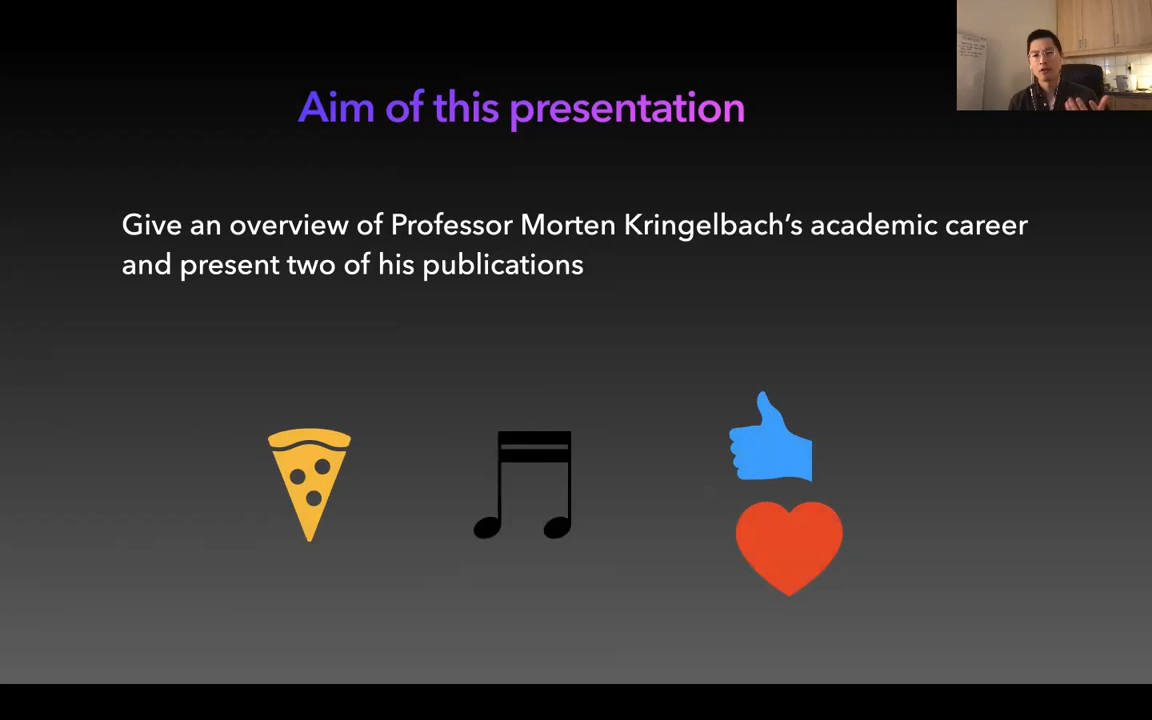 Aim of this presentation
Give an overview of Professor Morten Kringelbach’s academic career
and present two of his publications